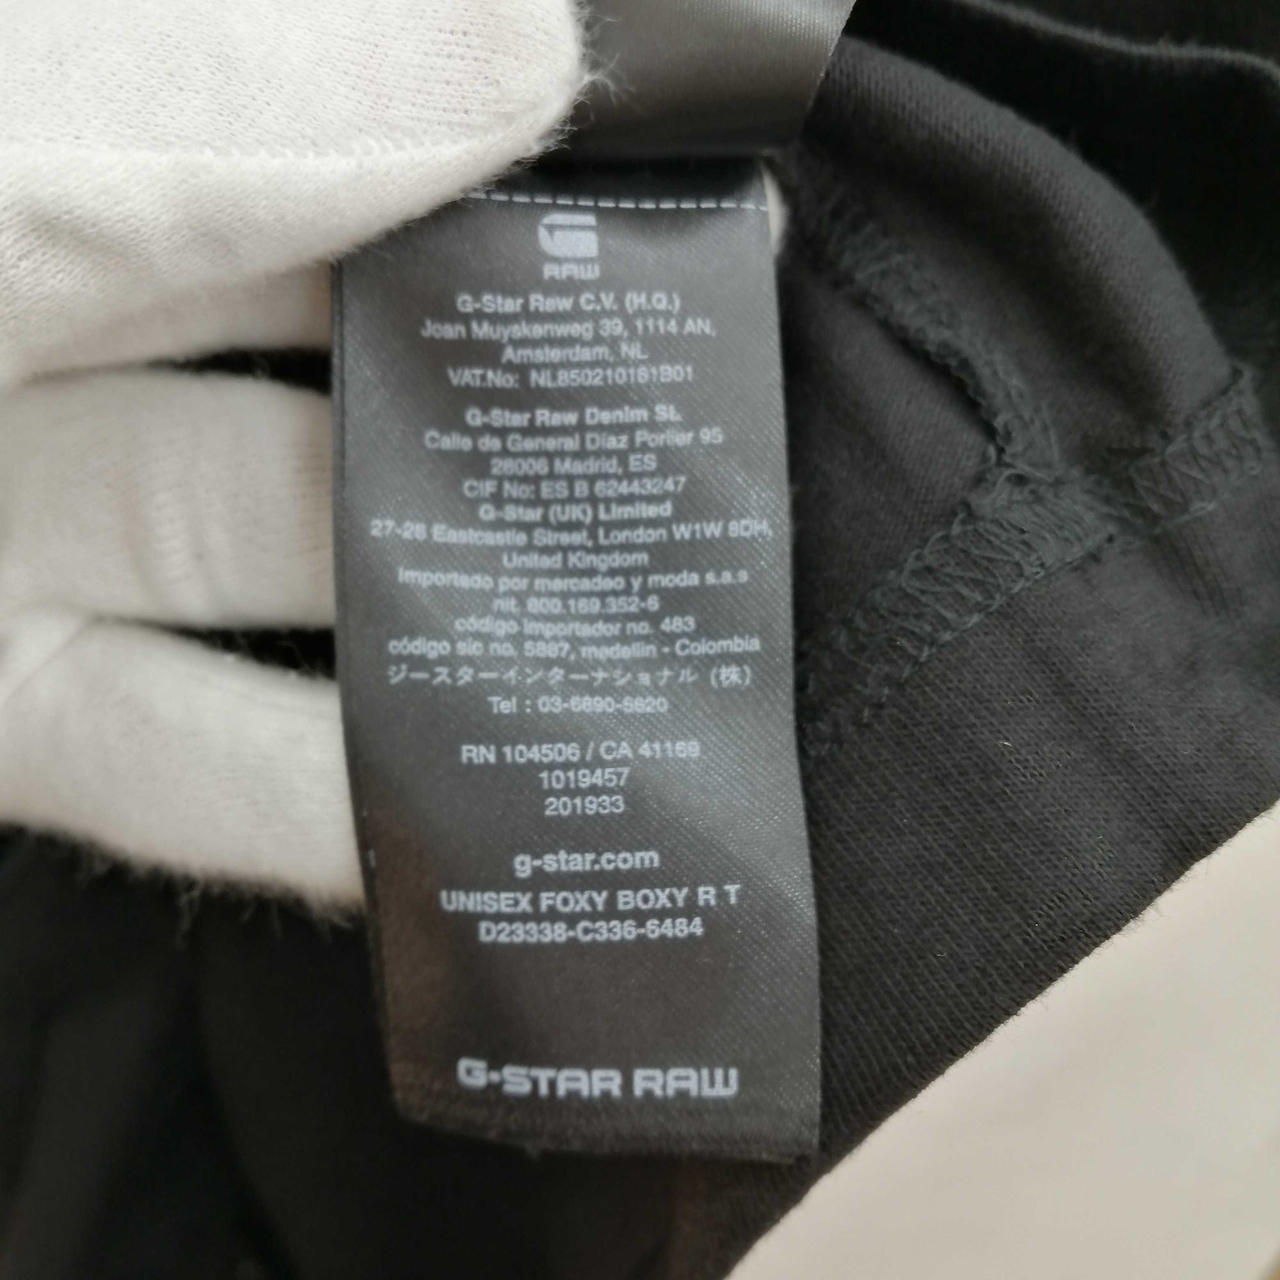 RAW
G-Star Raw C.V. (H.Q.)
Joan Muyskenweg 39, 1114 AN,
Amsterdam, NL
VAT.No: NL850210161B01
G-Star Raw Denim SL
Calle de General Díaz Porlier 95
28006 Madrid, ES
CIF No: ES B 62443247
G-Star (UK) Limited
27-28 Eastcastle Street, London W1W 8DH,
United Kingdom
Importado por mercadeo y moda s.a.s
nit. 800.169.352-6
código importador no. 483
código sic no. 5887, medellin - Colombia
ジースターインターナショナル (株)
Tel : 03-6890-5620
RN 104506 / CA 41169
1019457
201933
g-star.com
UNISEX FOXY BOXY R T
D23338-C336-6484
G-STAR RAW